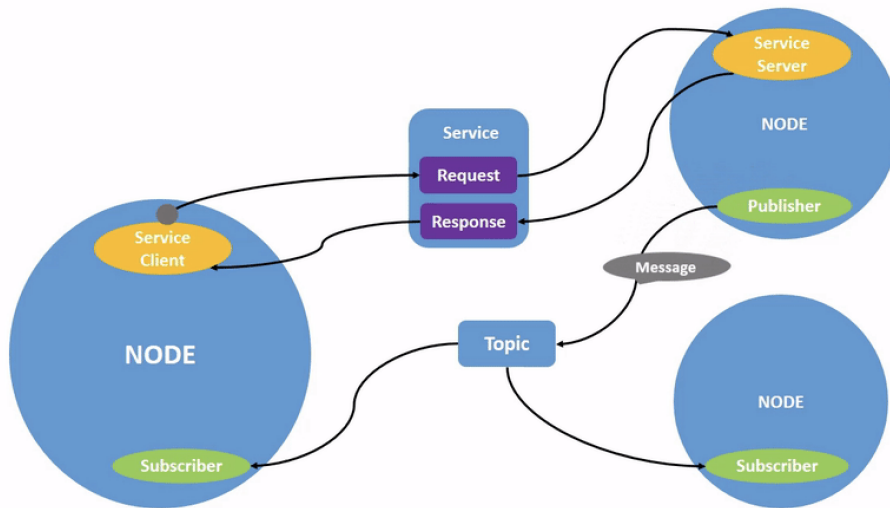 Service
Server
NODE
Publisher
Service
Request
Response
Service
Client
NODE
Subscriber
Message
Topic
NODE
Subscriber